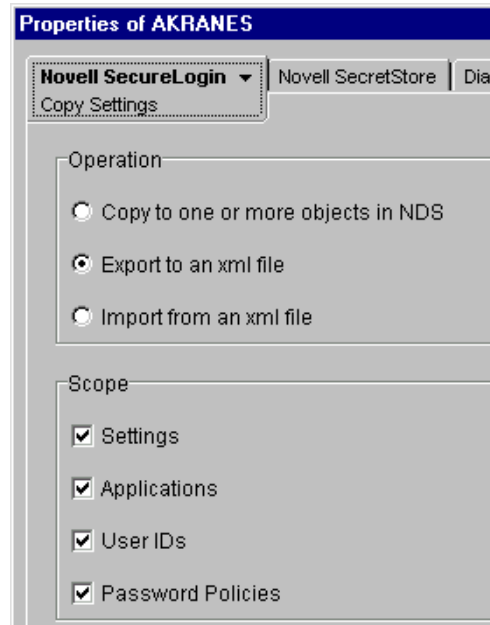 Properties of AKRANES
Novell SecureLogin Novell SecretStore Dia
Copy Settings
Operation
Copy to one or more objects in NDS
Export to an xml file
Import from an xml file
Scope
Settings
Applications
User IDs
Password Policies